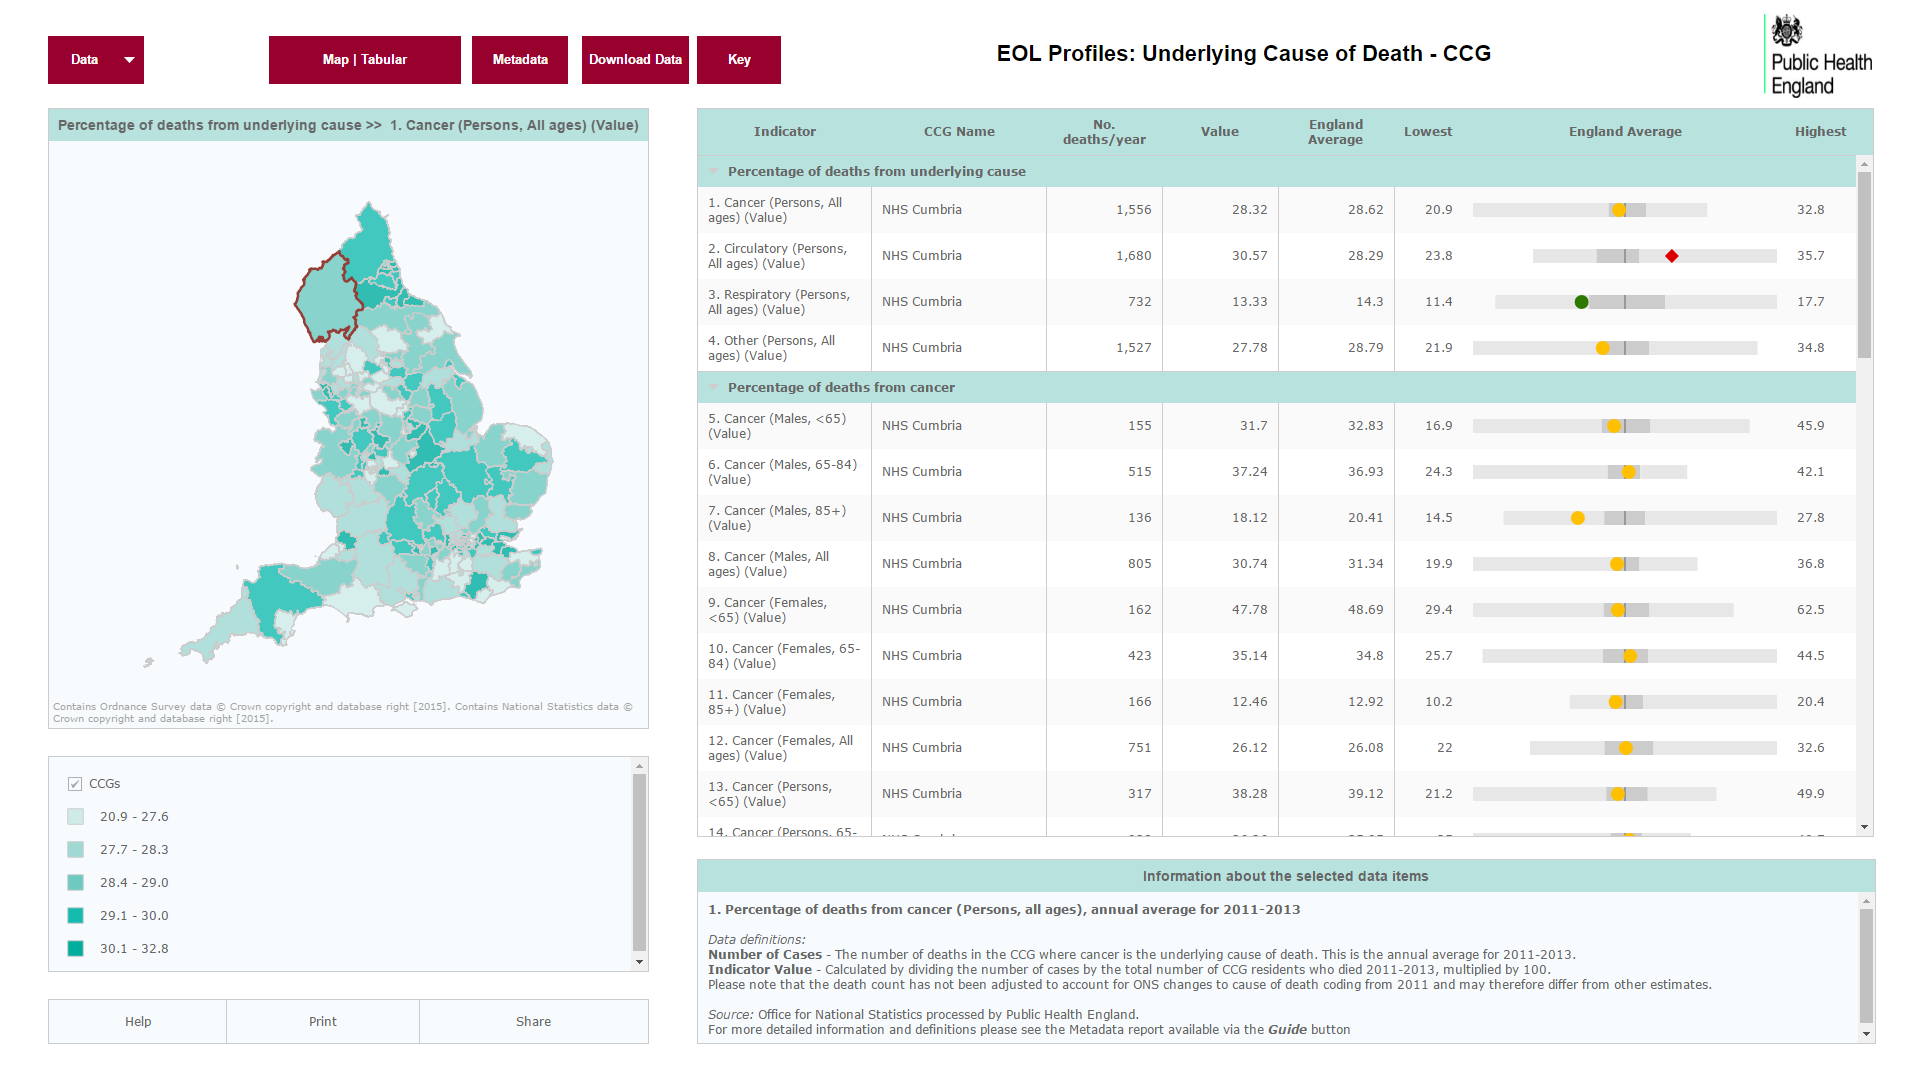 Data
Map | Tabular
Metadata
Download Data
Key
EOL Profiles: Underlying Cause of Death - CCG
Public Health
England
Percentage of deaths from underlying cause >> 1. Cancer (Persons, All ages) (Value)
Contains Ordnance Survey data © Crown copyright and database right [2015]. Contains National Statistics data ©
Crown copyright and database right [2015].
CCGs
20.9 - 27.6
27.7 - 28.3
28.4 - 29.0
29.1 - 30.0
30.1 - 32.8
Help
Print
Share
Indicator CCG Name No. deaths/year Value England Average Lowest England Average Highest
Percentage of deaths from underlying cause
1. Cancer (Persons, All ages) (Value) NHS Cumbria 1,556 28.32 28.62 20.9 32.8
2. Circulatory (Persons, All ages) (Value) NHS Cumbria 1,680 30.57 28.29 23.8 35.7
3. Respiratory (Persons, All ages) (Value) NHS Cumbria 732 13.33 14.3 11.4 17.7
4. Other (Persons, All ages) (Value) NHS Cumbria 1,527 27.78 28.79 21.9 34.8
Percentage of deaths from cancer
5. Cancer (Males, <65) (Value) NHS Cumbria 155 31.7 32.83 16.9 45.9
6. Cancer (Males, 65-84) (Value) NHS Cumbria 515 37.24 36.93 24.3 42.1
7. Cancer (Males, 85+) (Value) NHS Cumbria 136 18.12 20.41 14.5 27.8
8. Cancer (Males, All ages) (Value) NHS Cumbria 805 30.74 31.34 19.9 36.8
9. Cancer (Females, <65) (Value) NHS Cumbria 162 47.78 48.69 29.4 62.5
10. Cancer (Females, 65-84) (Value) NHS Cumbria 423 35.14 34.8 25.7 44.5
11. Cancer (Females, 85+) (Value) NHS Cumbria 166 12.46 12.92 10.2 20.4
12. Cancer (Females, All ages) (Value) NHS Cumbria 751 26.12 26.08 22 32.6
13. Cancer (Persons, <65) (Value) NHS Cumbria 317 38.28 39.12 21.2 49.9
14. Cancer (Persons, 65-
Information about the selected data items
1. Percentage of deaths from cancer (Persons, all ages), annual average for 2011-2013
Data definitions:
Number of Cases - The number of deaths in the CCG where cancer is the underlying cause of death. This is the annual average for 2011-2013.
Indicator Value - Calculated by dividing the number of cases by the total number of CCG residents who died 2011-2013, multiplied by 100.
Please note that the death count has not been adjusted to account for ONS changes to cause of death coding from 2011 and may therefore differ from other estimates.
Source: Office for National Statistics processed by Public Health England.
For more detailed information and definitions please see the Metadata report available via the Guide button